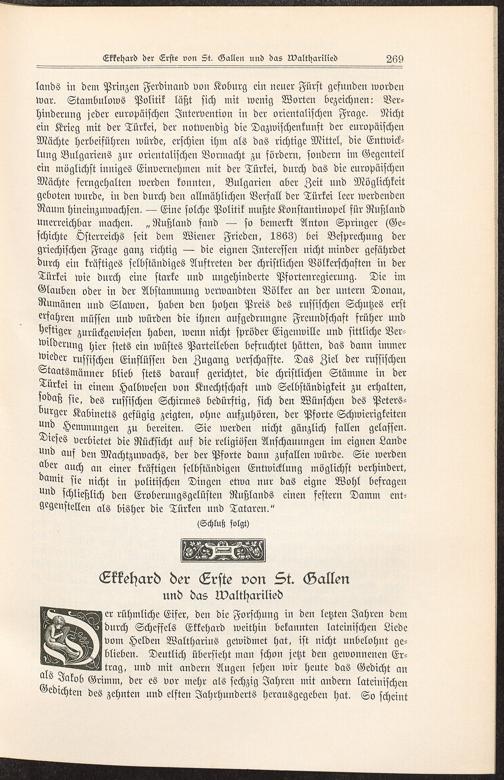 Ekkehard der Erste von St. Gallen und das Waltharilied 269
lands in dem Prinzen Ferdinand von Koburg ein neuer Fürst gefunden worden
war. Stambulows Politik läßt sich mit wenig Worten bezeichnen: Ver-
hinderung jeder europäischen Intervention in der orientalischen Frage. Nicht
ein Krieg mit der Türkei, der notwendig die Dazwischenkunft der europäischen
Mächte herbeiführen würde, erschien ihm als das richtige Mittel, die Entwick-
lung Bulgariens zur orientalischen Vormacht zu fördern, sondern im Gegenteil
ein möglichst inniges Einvernehmen mit der Türkei, durch das die europäischen
Mächte ferngehalten werden konnten, Bulgarien aber Zeit und Möglichkeit
geboten wurde, in den durch den allmählichen Verfall der Türkei leer werdenden
Raum hineinzuwachsen. — Eine solche Politik mußte Konstantinopel für Rußland
unerreichbar machen. „Rußland fand — so bemerkt Anton Springer (Ge-
schichte Österreichs seit dem Wiener Frieden, 1863) bei Besprechung der
griechischen Frage ganz richtig — die eignen Interessen nicht minder gefährdet
durch ein kräftiges selbständiges Auftreten der christlichen Völkerschaften in der
Türkei wie durch eine starke und ungehinderte Pfortenregierung. Die im
Glauben oder in der Abstammung verwandten Völker an der untern Donau,
Rumänen und Slawen, haben den hohen Preis des russischen Schutzes erst
erfahren müssen und würden die ihnen aufgedrungne Freundschaft früher und
heftiger zurückgewiesen haben, wenn nicht spröder Eigenwille und sittliche Ver-
wilderung hier stets ein wüstes Parteileben befruchtet hätten, das dann immer
wieder russischen Einflüssen den Zugang verschaffte. Das Ziel der russischen
Staatsmänner blieb stets darauf gerichtet, die christlichen Stämme in der
Türkei in einem Halbwesen von Knechtschaft und Selbständigkeit zu erhalten,
sodaß sie, des russischen Schirmes bedürftig, sich den Wünschen des Peters-
burger Kabinetts gefügig zeigten, ohne aufzuhören, der Pforte Schwierigkeiten
und Hemmungen zu bereiten. Sie werden nicht gänzlich fallen gelassen.
Dieses verbietet die Rücksicht auf die religiösen Anschauungen im eignen Lande
und auf den Machtzuwachs, der der Pforte dann zufallen würde. Sie werden
aber auch an einer kräftigen selbständigen Entwicklung möglichst verhindert,
damit sie nicht in politischen Dingen etwa nur das eigne Wohl befragen
und schließlich den Eroberungsgelüsten Rußlands einen festern Damm ent-
gegenstellen als bisher die Türken und Tataren.“
(Schluß folgt)
Ekkehard der Erste von St. Gallen
und das Waltharilied
Der rühmliche Eifer, den die Forschung in den letzten Jahren dem
durch Scheffels Ekkehard weithin bekannten lateinischen Liede
vom Helden Waltharius gewidmet hat, ist nicht unbelohnt ge-
blieben. Deutlich übersieht man schon jetzt den gewonnenen Er-
trag, und mit andern Augen sehen wir heute das Gedicht an
als Jakob Grimm, der es vor mehr als sechzig Jahren mit andern lateinischen
Gedichten des zehnten und elften Jahrhunderts herausgegeben hat. So scheint